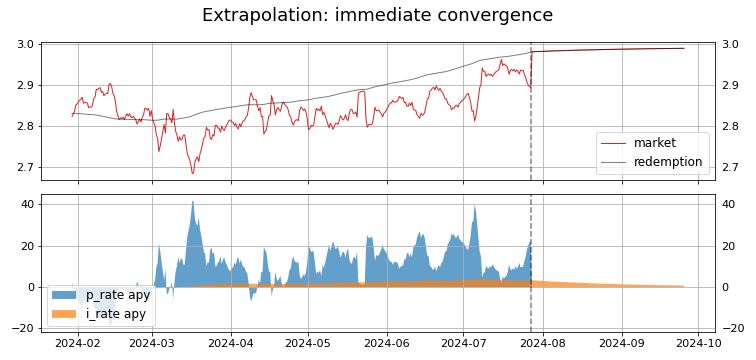 Extrapolation: immediate convergence
3.0 3.0
2.9 2.9
2.8 2.8
2.7 2.7
market
redemption
2024-02 2024-03 2024-04 2024-05 2024-06 2024-07 2024-08 2024-09 2024-10
40 40
20 20
0 0
−20 −20
p_rate apy
i_rate apy